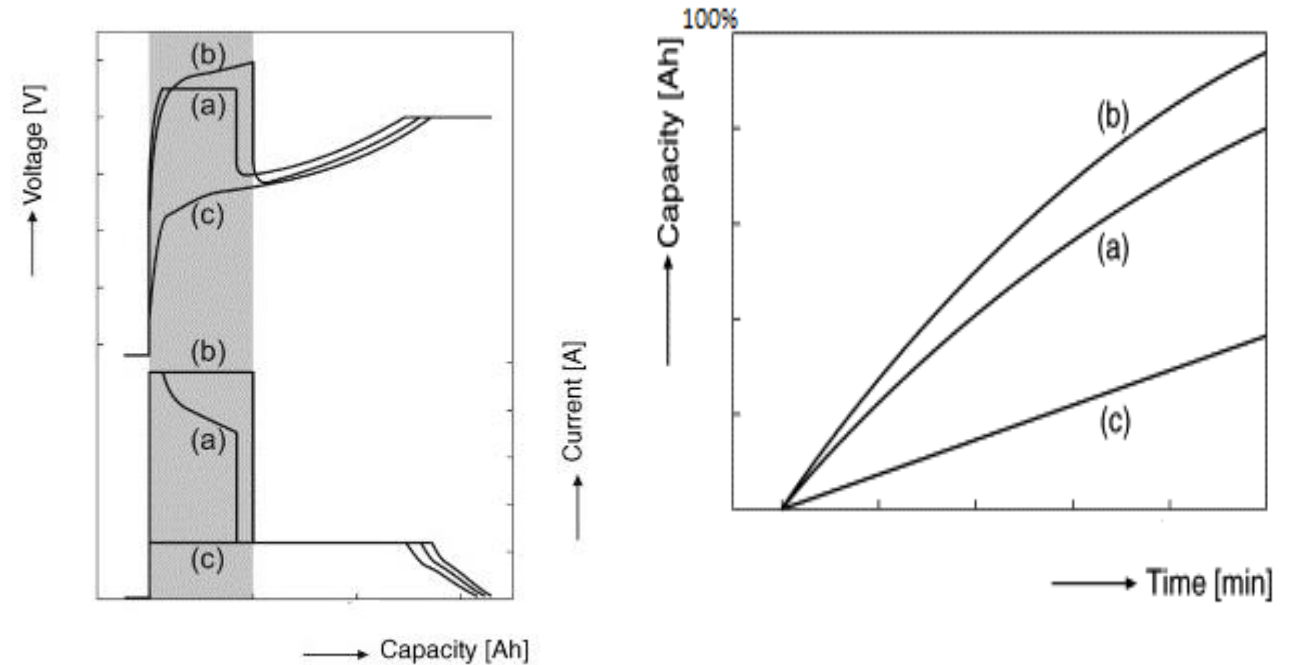 Voltage [V]
(b)
(a)
(c)
(b)
(a)
(c)
Current [A]
Capacity [Ah]
100%
Capacity [Ah]
(b)
(a)
(c)
Time [min]